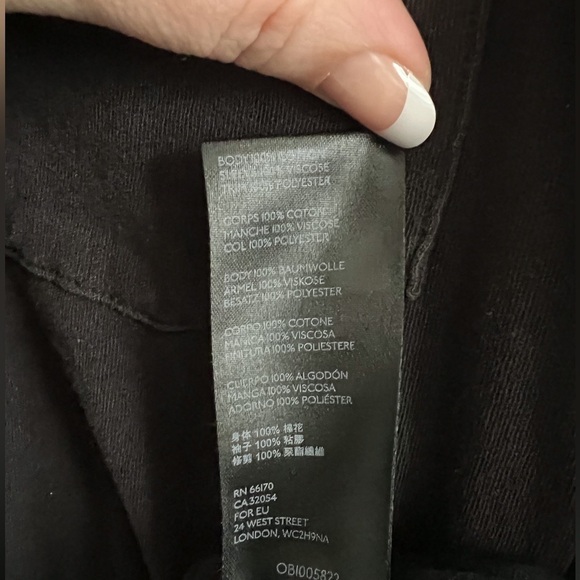 BODY 100% COTTON
SLEEVE 100% VISCOSE
TRIM 100% POLYESTER
CORPS 100% COTON
MANCHE 100% VISCOSE
COL 100% POLYESTER
BODY 100% BAUMWOLLE
ARMEL 100% VISKOSE
BESATZ 100% POLYESTER
CORPO 100% COTONE
MANICA 100% VISCOSA
FINITURA 100% POLIESTERE
CUERPO 100% ALGODÓN
MANGA 100% VISCOSA
ADORNO 100% POLIÉSTER
身体 100% 棉花
袖子 100% 粘膠
修剪 100% 聚酯纖維
RN 66170
CA 32054
FOR EU
24 WEST STREET
LONDON, WC2H9NA
OBI005822